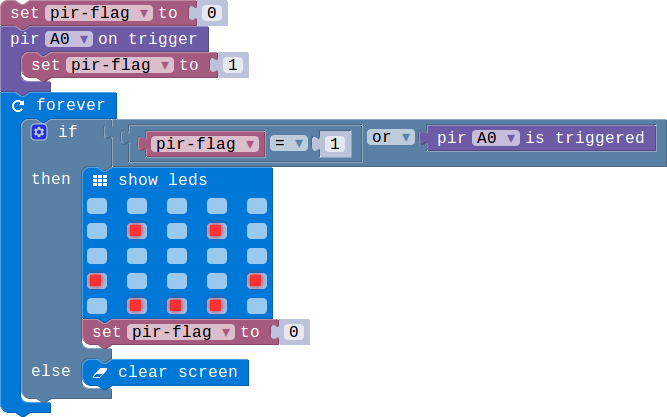 set pir-flag to 0
pir A0 on trigger
set pir-flag to 1
forever
if pir-flag = 1 or pir A0 is triggered
then show leds
set pir-flag to 0
else clear screen